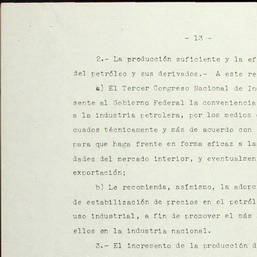 - 13 -
2.- La producción suficiente y la ef
del petróleo y sus derivados.- A este re
a) El Tercer Congreso Nacional de In
sente al Gobierno Federal la conveniencia
a la industria petrolera, por los medios
cuados técnicamente y más de acuerdo con
para que haga frente en forma eficaz a la
dades del mercado interior, y eventualmen
exportación;
b) Le recomienda, asimismo, la adopc
de estabilización de precios en el petról
uso industrial, a fin de promover el más
ellos en la industria nacional.
3.- El incremento de la producción d